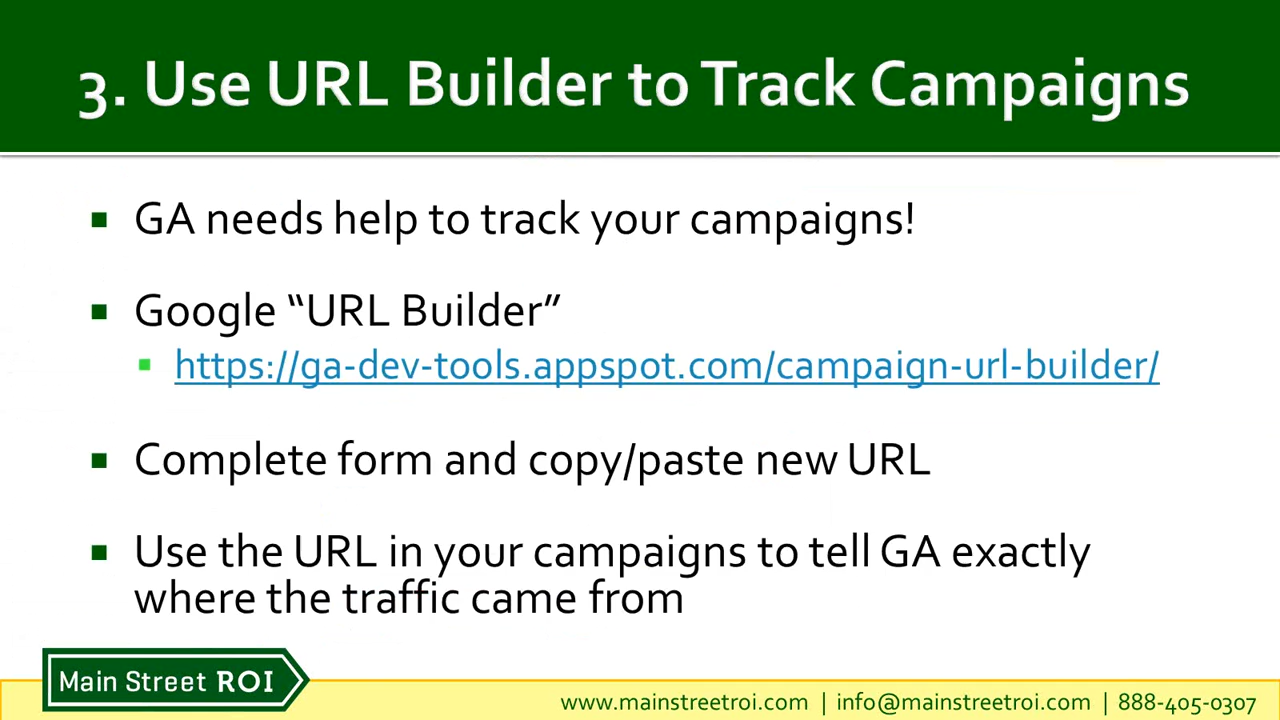 3. Use URL Builder to Track Campaigns
GA needs help to track your campaigns!
Google “URL Builder”
https://ga-dev-tools.appspot.com/campaign-url-builder/
Complete form and copy/paste new URL
Use the URL in your campaigns to tell GA exactly
where the traffic came from
Main Street ROI
www.mainstreetroi.com | info@mainstreetroi.com | 888-405-0307